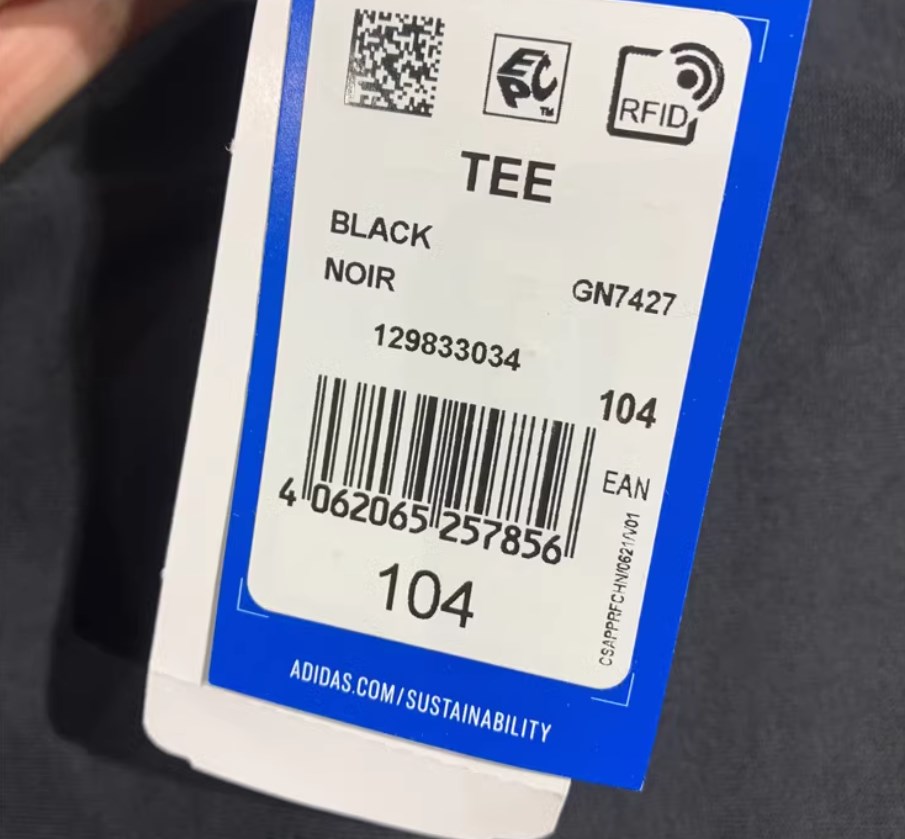 EPC TM
RFID
TEE
BLACK
NOIR
GN7427
129833034
104
EAN
4 062065 257856
CSAPPRFCHN/0621/V01
104
ADIDAS.COM/SUSTAINABILITY